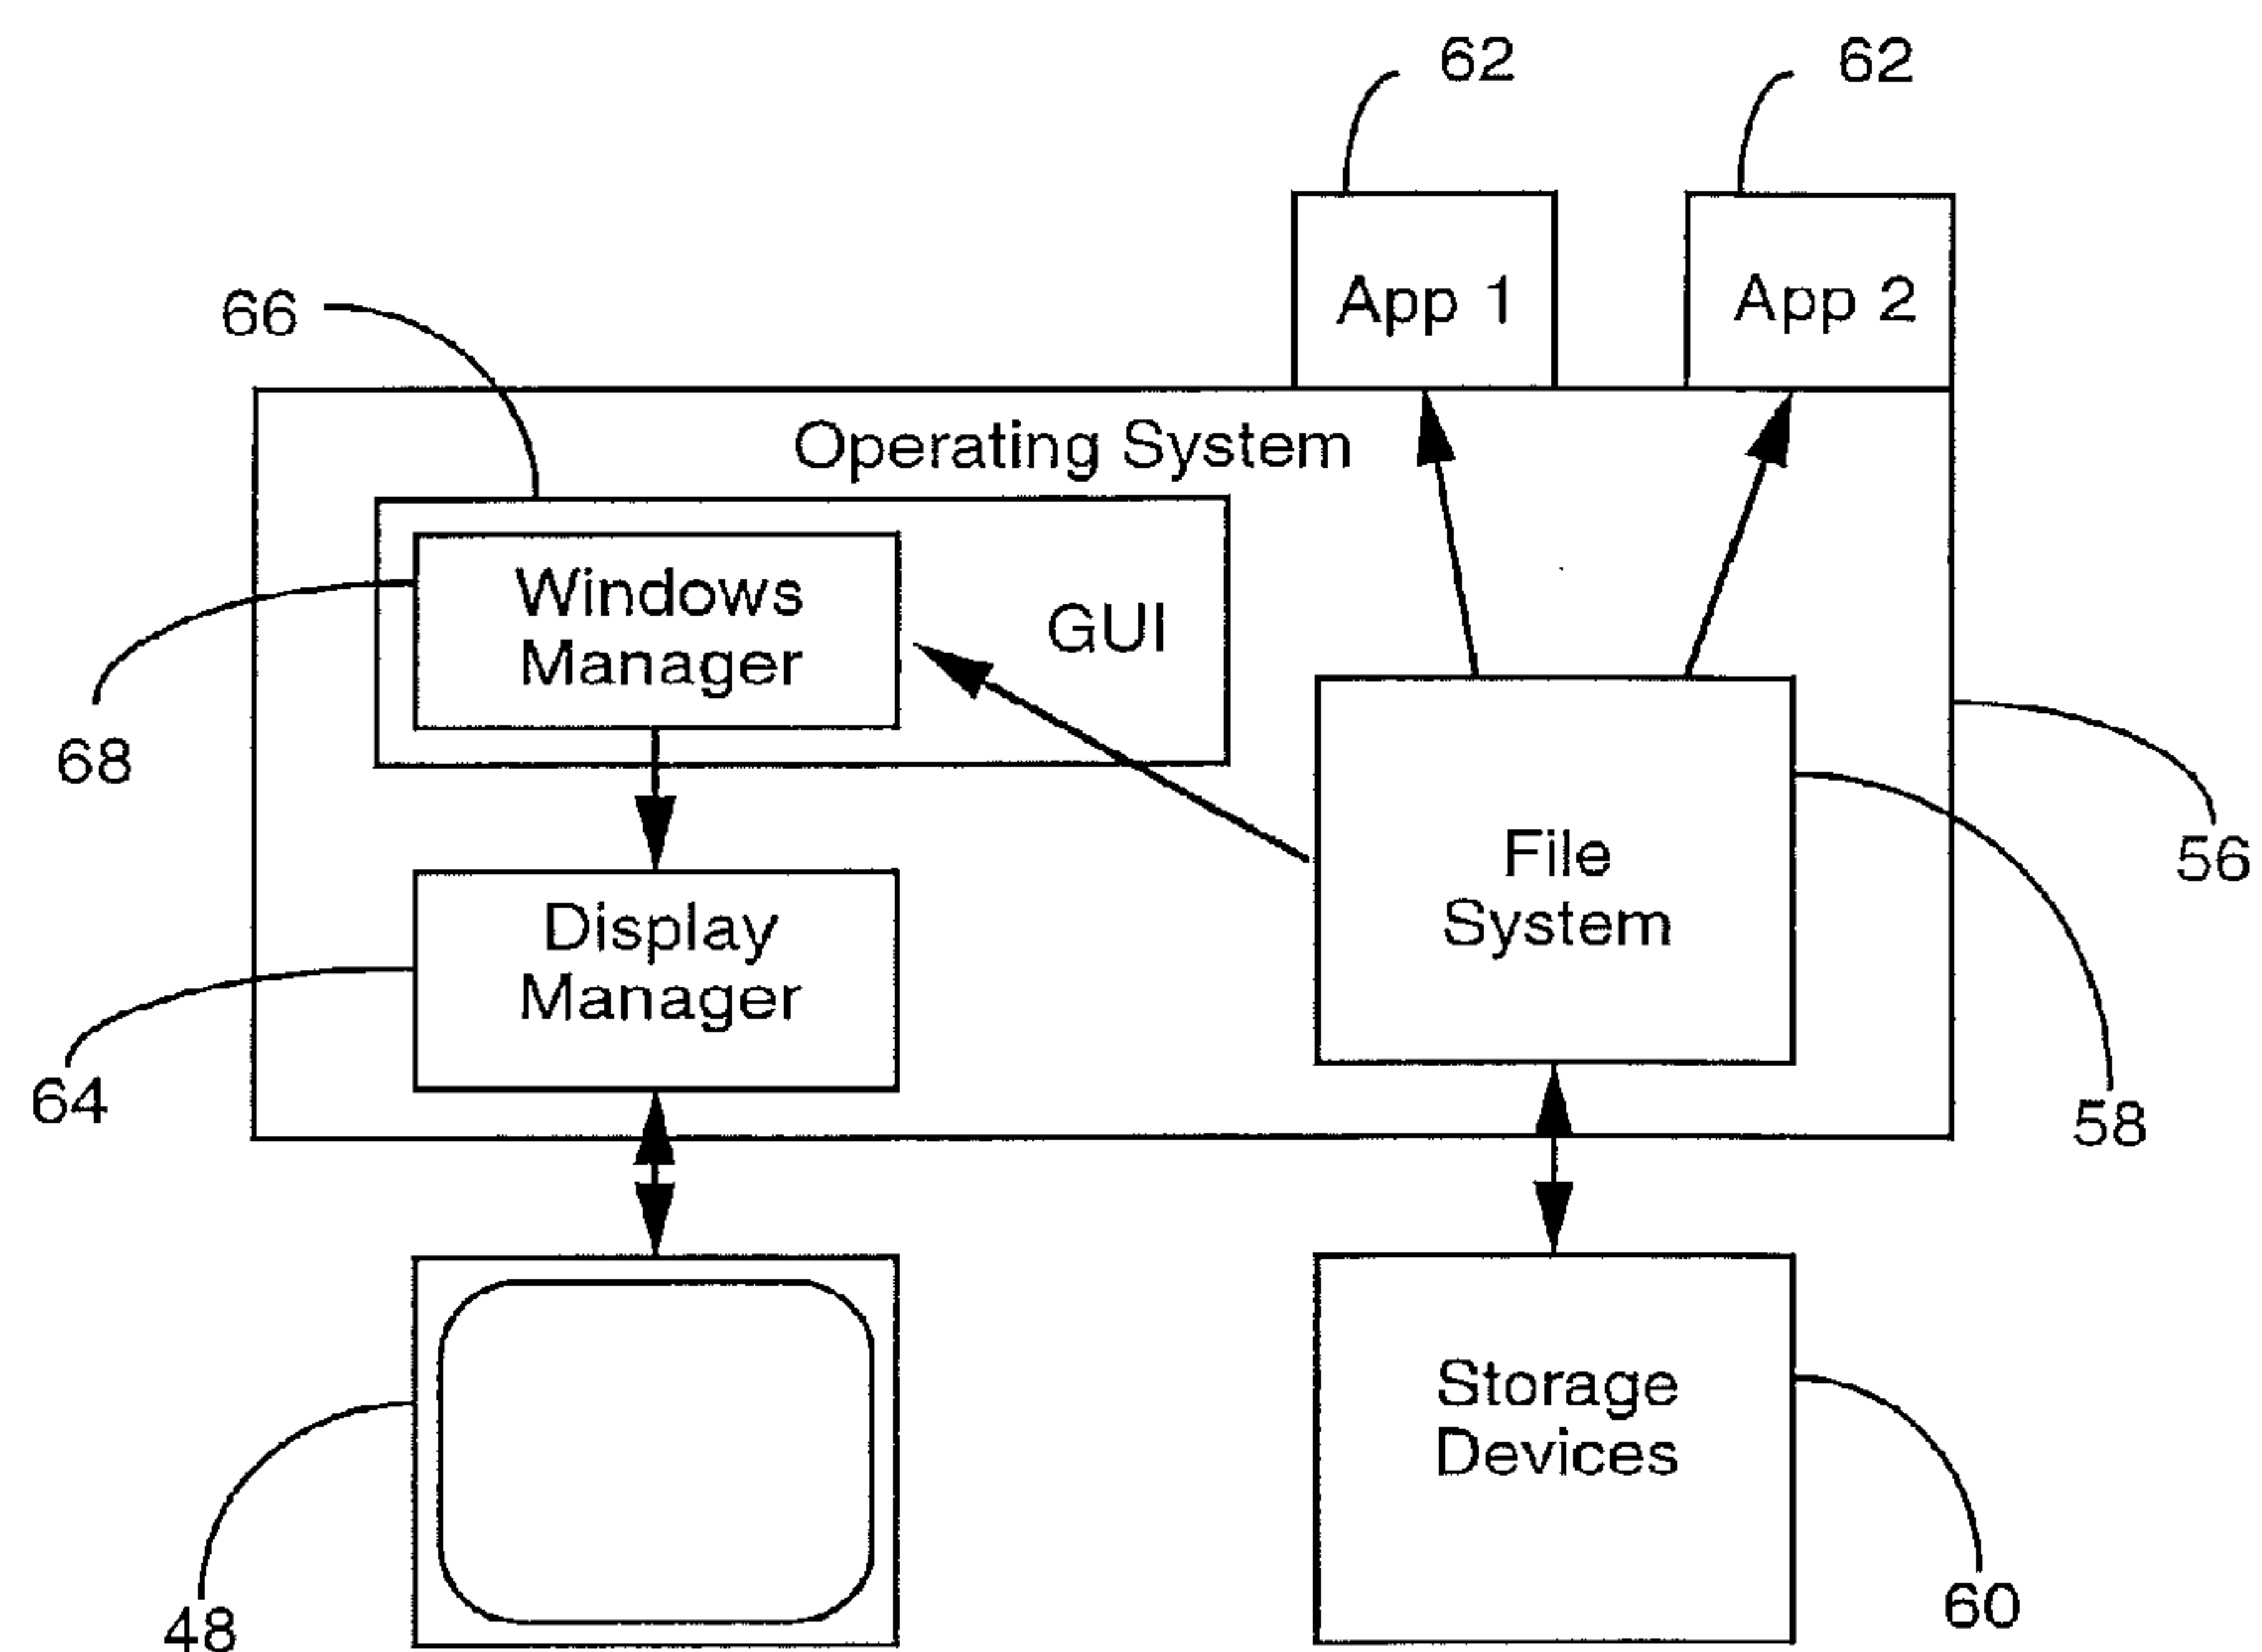 62
62
App 1
App 2
66
Operating System
Windows
Manager
GUI
68
File
System
56
Display
Manager
64
58
Storage
Devices
48
60